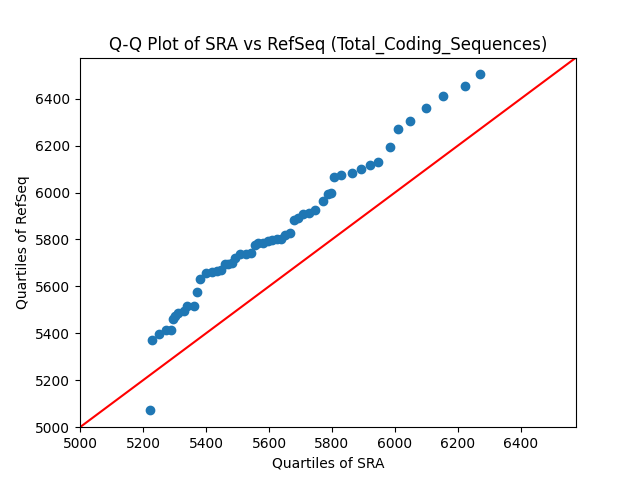 Q-Q Plot of SRA vs RefSeq (Total_Coding_Sequences)
Quartiles of RefSeq
6400
6200
6000
5800
5600
5400
5200
5000
5000 5200 5400 5600 5800 6000 6200 6400
Quartiles of SRA